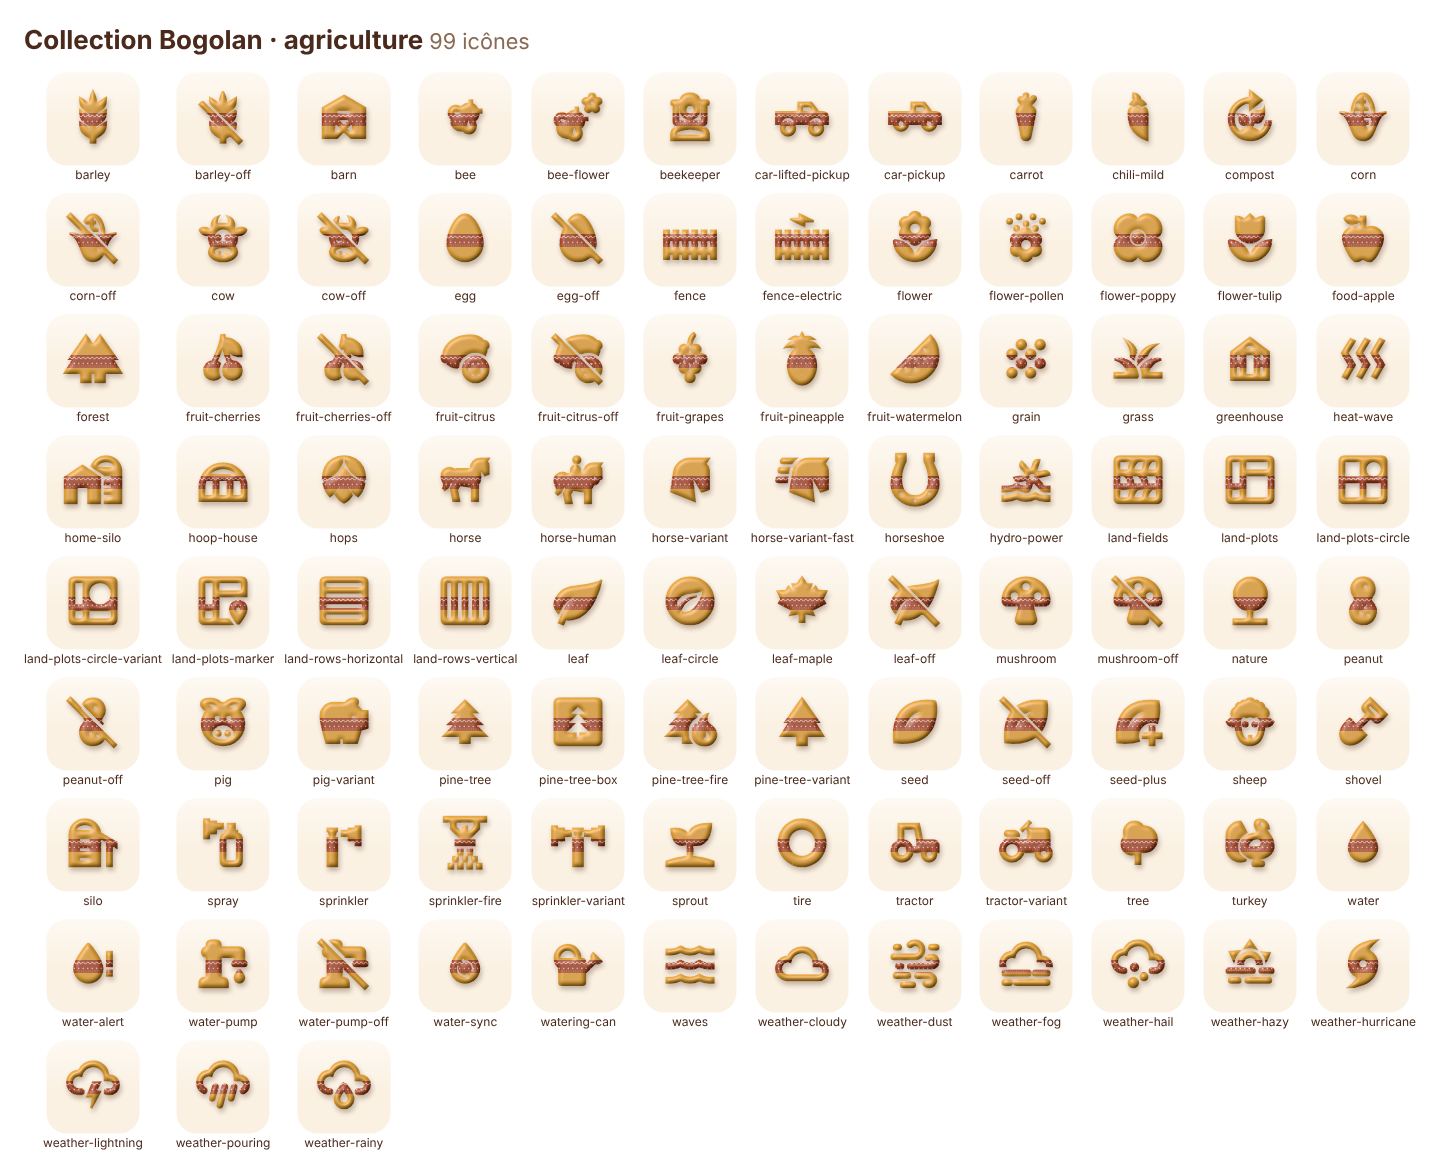 Collection Bogolan · agriculture 99 icônes
barley barley-off barn bee bee-flower beekeeper car-lifted-pickup car-pickup carrot chili-mild compost corn
corn-off cow cow-off egg egg-off fence fence-electric flower flower-pollen flower-poppy flower-tulip food-apple
forest fruit-cherries fruit-cherries-off fruit-citrus fruit-citrus-off fruit-grapes fruit-pineapple fruit-watermelon grain grass greenhouse heat-wave
home-silo hoop-house hops horse horse-human horse-variant horse-variant-fast horseshoe hydro-power land-fields land-plots land-plots-circle
land-plots-circle-variant land-plots-marker land-rows-horizontal land-rows-vertical leaf leaf-circle leaf-maple leaf-off mushroom mushroom-off nature peanut
peanut-off pig pig-variant pine-tree pine-tree-box pine-tree-fire pine-tree-variant seed seed-off seed-plus sheep shovel
silo spray sprinkler sprinkler-fire sprinkler-variant sprout tire tractor tractor-variant tree turkey water
water-alert water-pump water-pump-off water-sync watering-can waves weather-cloudy weather-dust weather-fog weather-hail weather-hazy weather-hurricane
weather-lightning weather-pouring weather-rainy